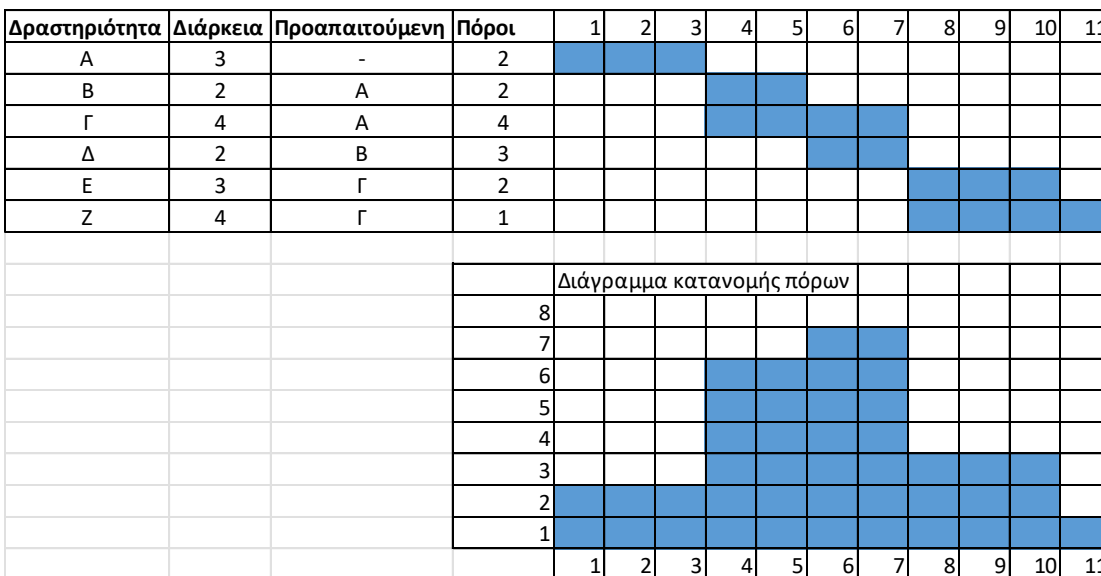 Δραστηριότητα Διάρκεια Προαπαιτούμενη Πόροι 1 2 3 4 5 6 7 8 9 10 11
Α 3 - 2
Β 2 Α 2
Γ 4 Α 4
Δ 2 Β 3
Ε 3 Γ 2
Ζ 4 Γ 1
Διάγραμμα κατανομής πόρων
8
7
6
5
4
3
2
1
1 2 3 4 5 6 7 8 9 10 11